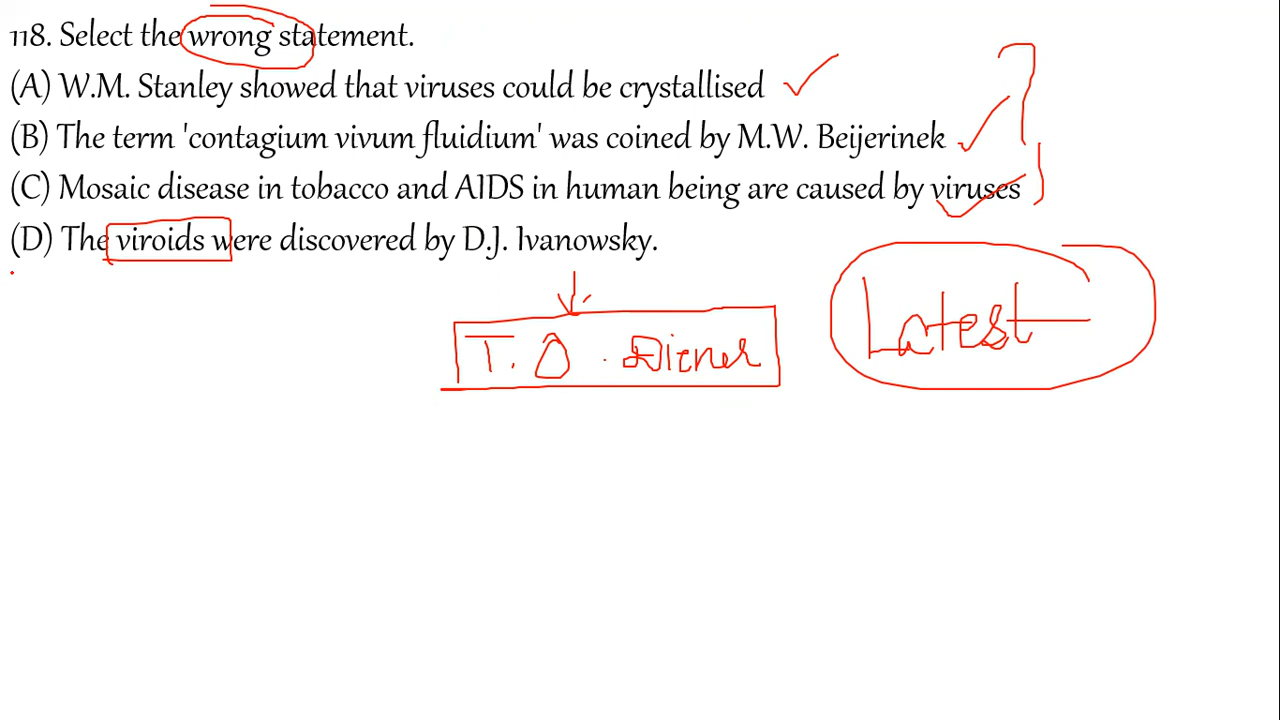 118. Select the wrong statement.
(A) W.M. Stanley showed that viruses could be crystallised
(B) The term 'contagium vivum fluidium' was coined by M.W. Beijerinek
(C) Mosaic disease in tobacco and AIDS in human being are caused by viruses
(D) The viroids were discovered by D.J. Ivanowsky.
T. O. Diener
Latest